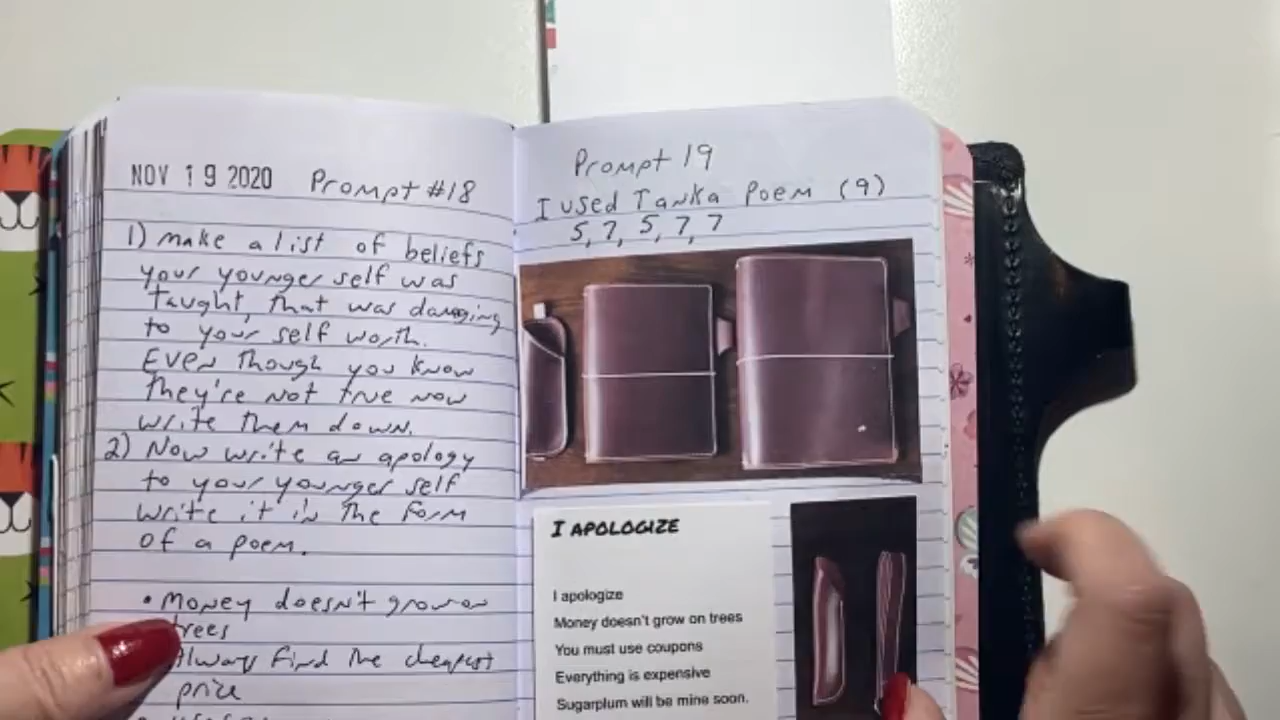 NOV 19 2020 Prompt #18
1) make a list of beliefs
your younger self was
taught, that was damaging
to your self worth.
Even though you know
they're not true now
write them down.
2) Now write an apology
to your younger self
write it in the form
of a poem.
• Money doesn't grow on
trees
Always find the cheapest
price
Prompt 19
I used Tanka Poem (9)
5, 7, 5, 7, 7
I APOLOGIZE
I apologize
Money doesn't grow on trees
You must use coupons
Everything is expensive
Sugarplum will be mine soon.